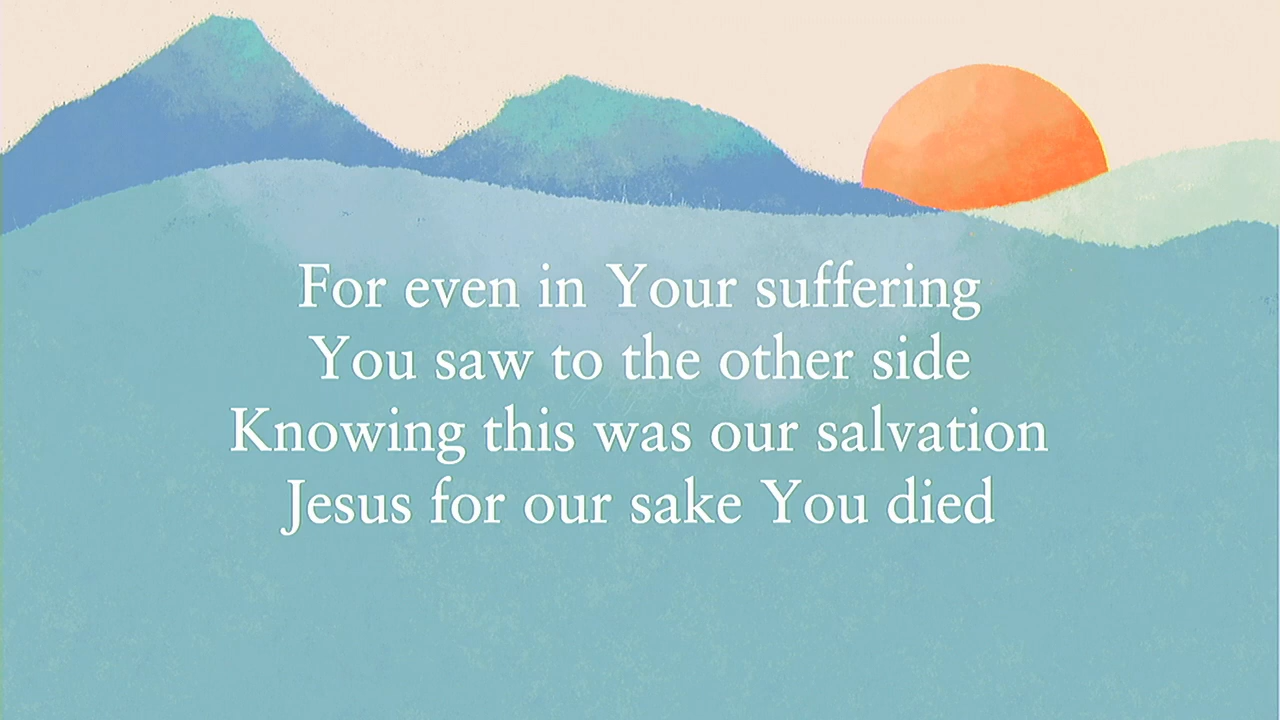 For even in Your suffering
You saw to the other side
Knowing this was our salvation
Jesus for our sake You died